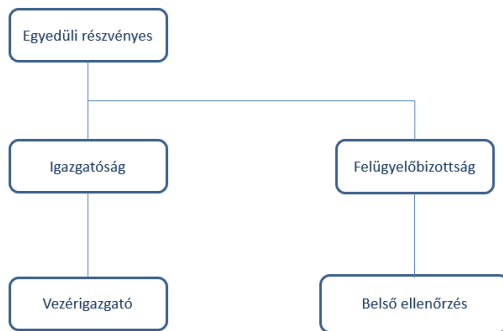 Egyedüli részvényes
Igazgatóság
Felügyelőbizottság
Vezérigazgató
Belső ellenőrzés